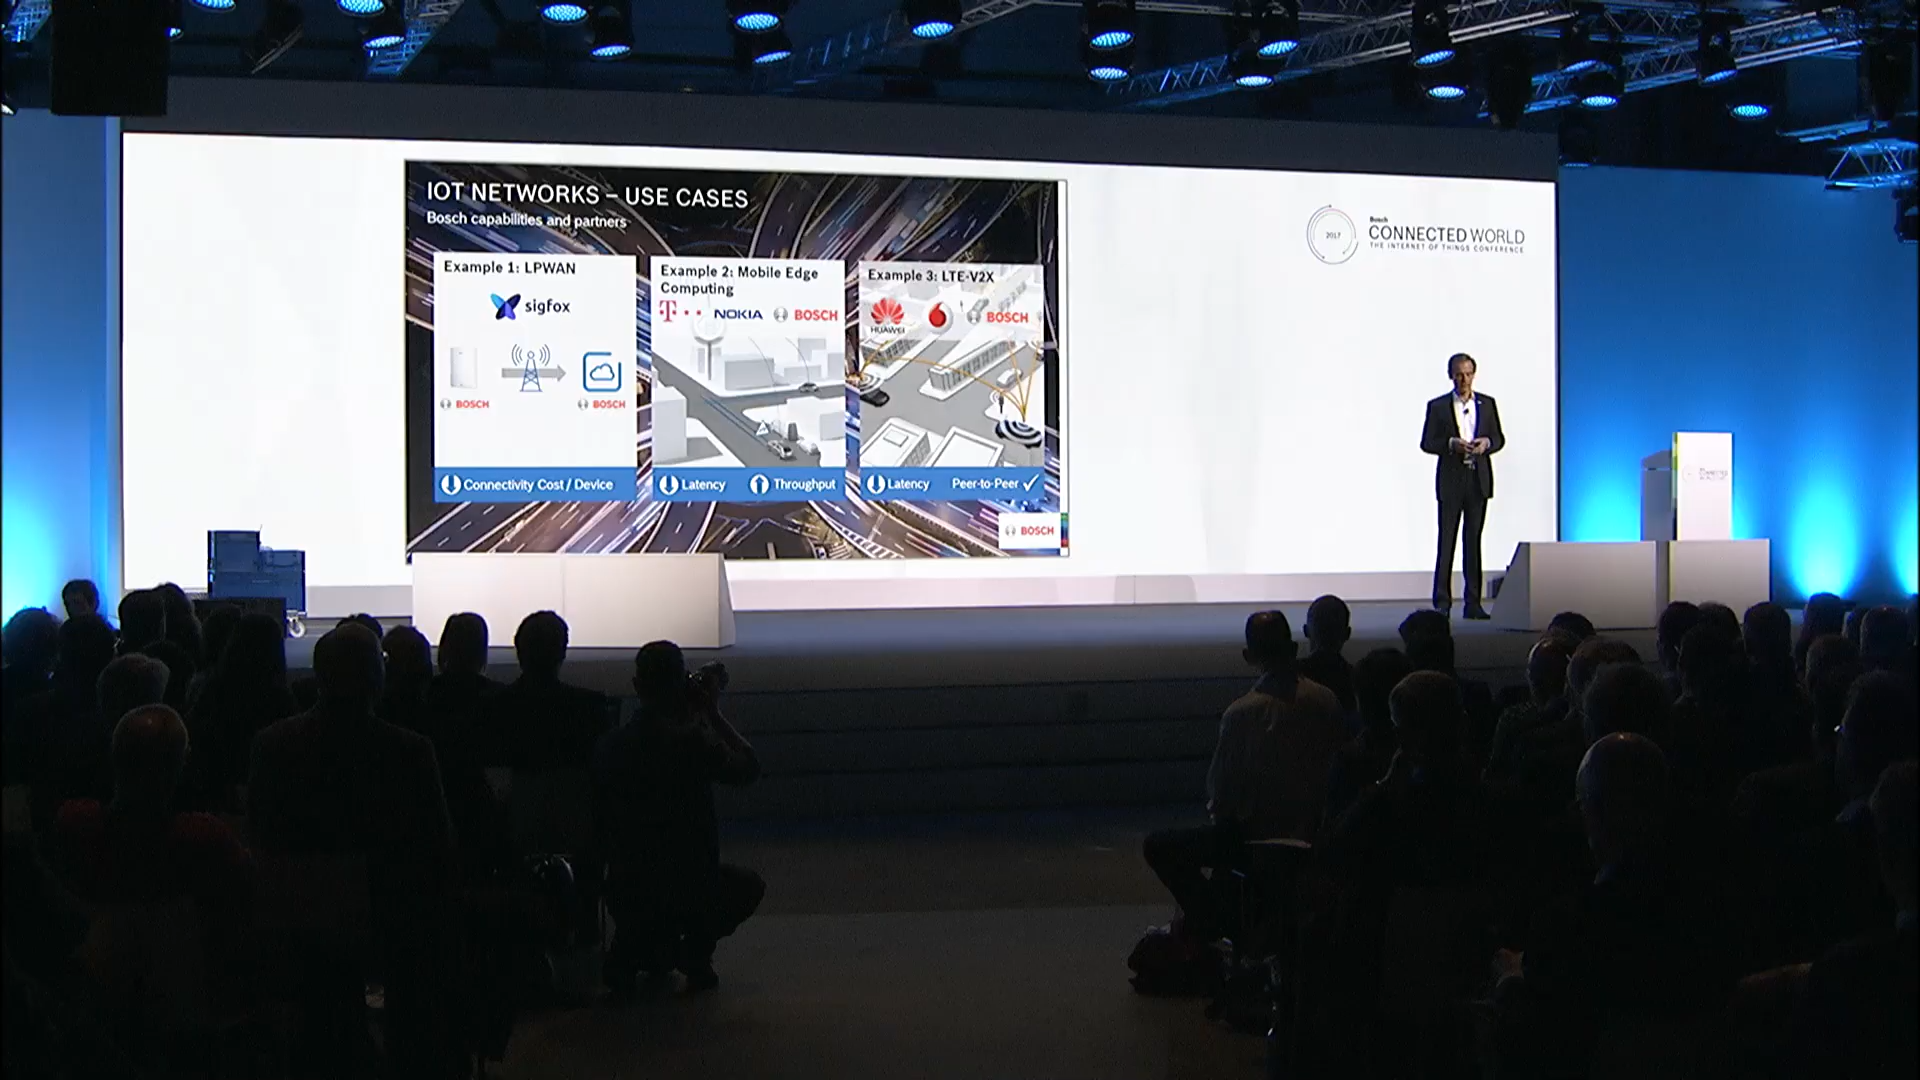 IOT NETWORKS – USE CASES
Bosch capabilities and partners
Example 1: LPWAN
sigfox
BOSCH
BOSCH
Connectivity Cost / Device
Example 2: Mobile Edge
Computing
T
NOKIA
BOSCH
Latency
Throughput
Example 3: LTE-V2X
HUAWEI
BOSCH
Latency
Peer-to-Peer
BOSCH
2017
Bosch
CONNECTED WORLD
THE INTERNET OF THINGS CONFERENCE